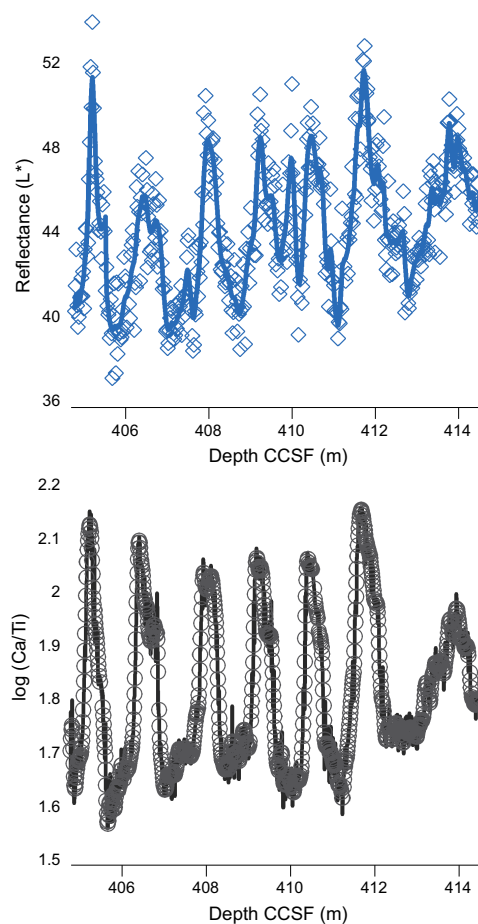 52
48
44
40
36
Reflectance (L*)
406 408 410 412 414
Depth CCSF (m)
2.2
2.1
2
1.9
1.8
1.7
1.6
1.5
log (Ca/Ti)
406 408 410 412 414
Depth CCSF (m)